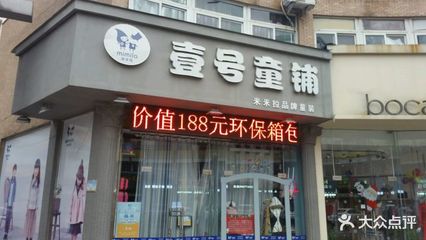 mimila
壹号童铺
米米拉品牌童装
价值188元环保箱包
boca
大众点评